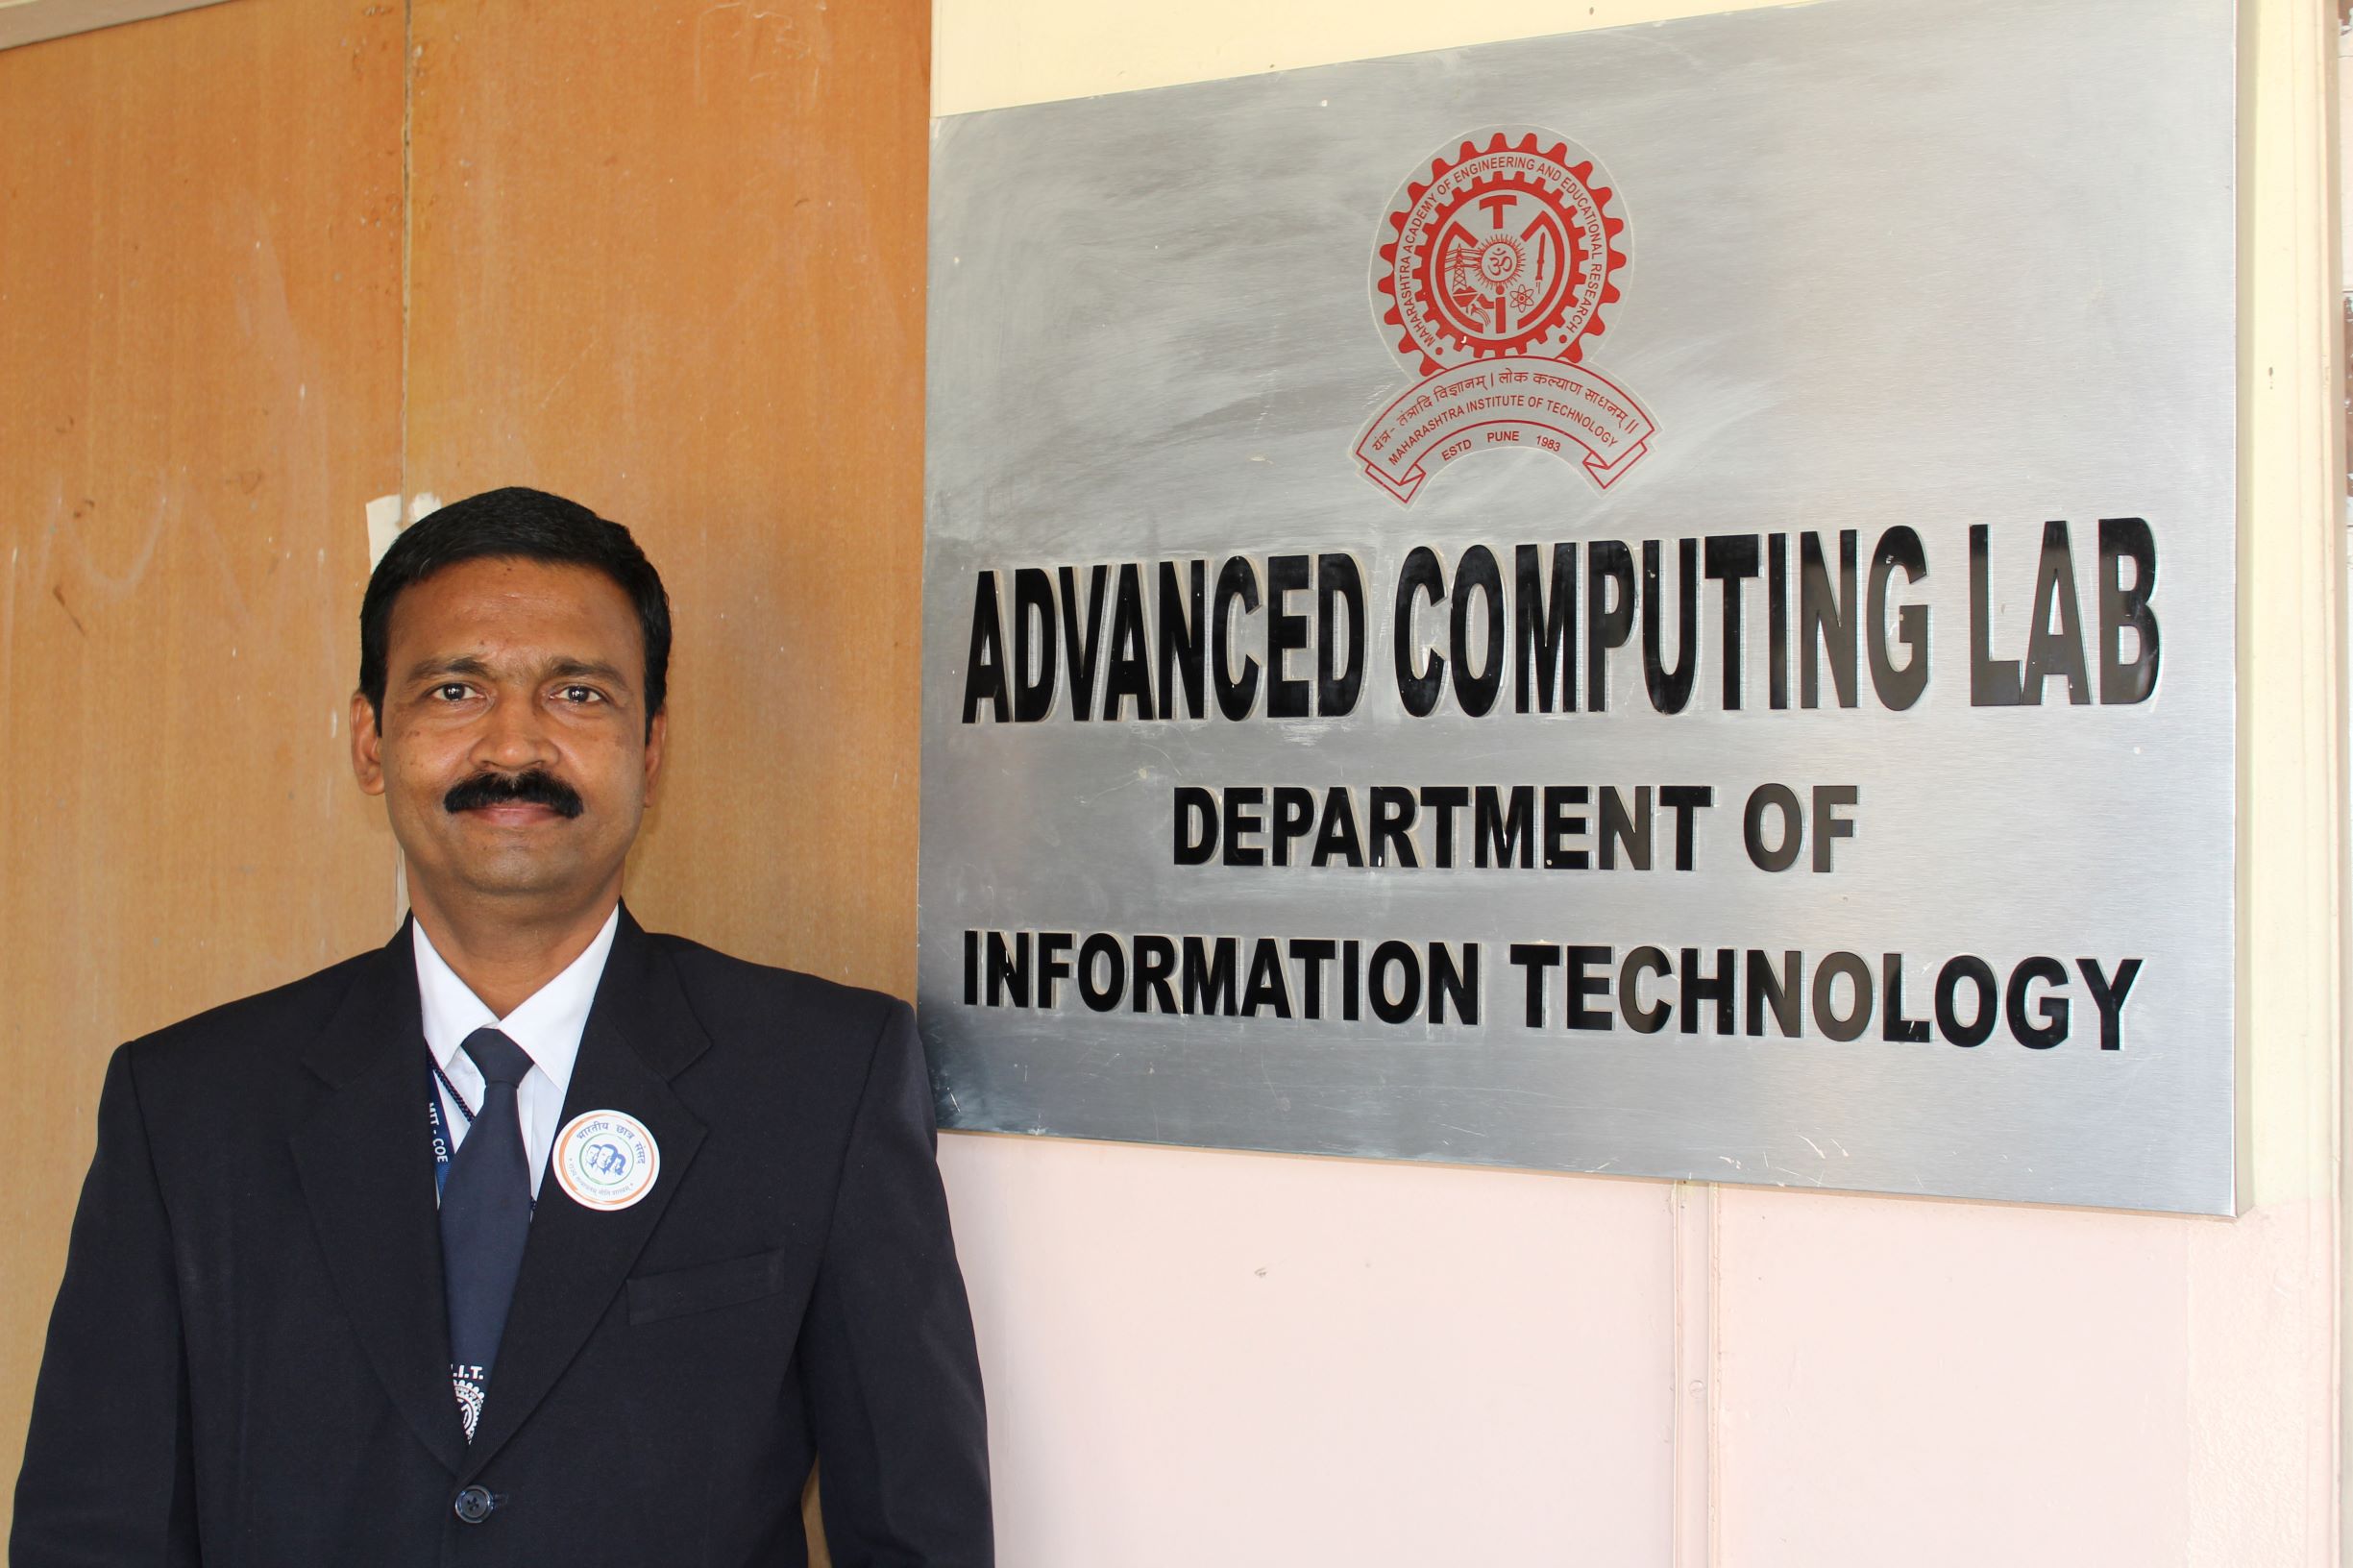 MAHARASHTRA ACADEMY OF ENGINEERING AND EDUCATIONAL RESEARCH
T
ॐ
यंत्र- तंत्रादि विज्ञानम् | लोक कल्याण साधनम् ||
MAHARASHTRA INSTITUTE OF TECHNOLOGY
ESTD PUNE 1983
ADVANCED COMPUTING LAB
DEPARTMENT OF
INFORMATION TECHNOLOGY
MIT - COE
भारतीय छात्र संसद
.I.T.